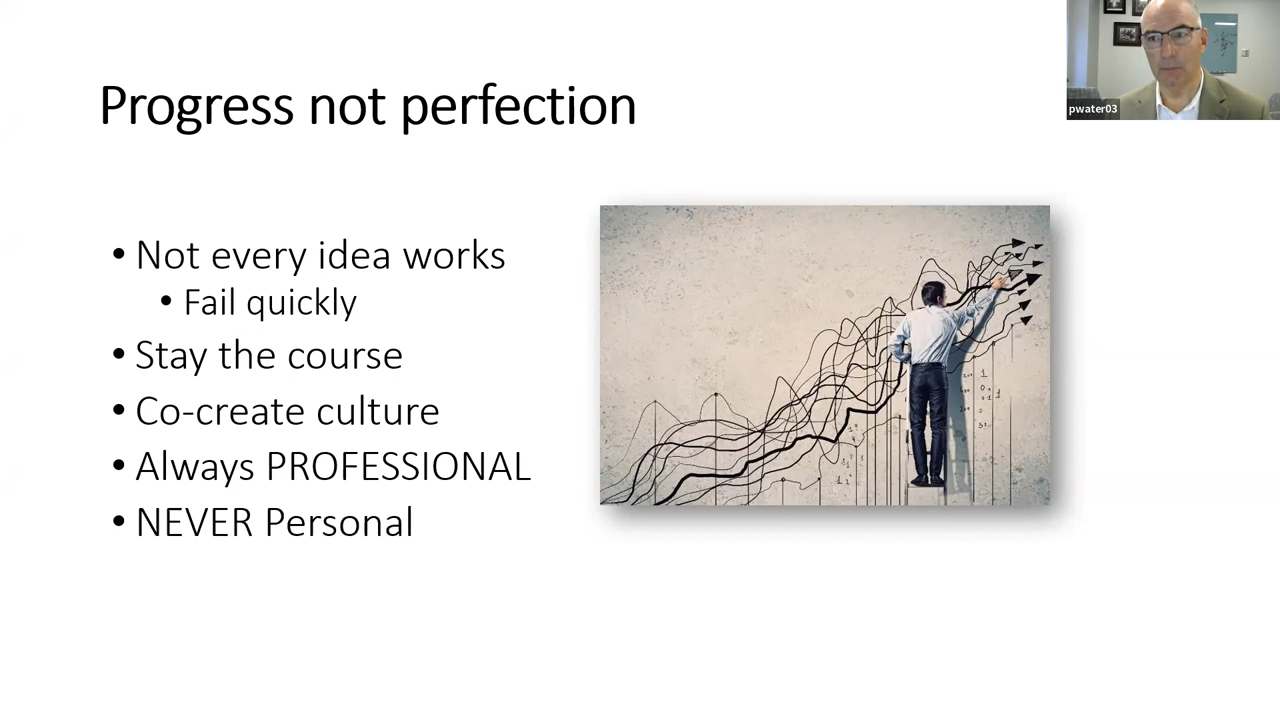 Progress not perfection
pwater03
• Not every idea works
• Fail quickly
• Stay the course
• Co-create culture
• Always PROFESSIONAL
• NEVER Personal